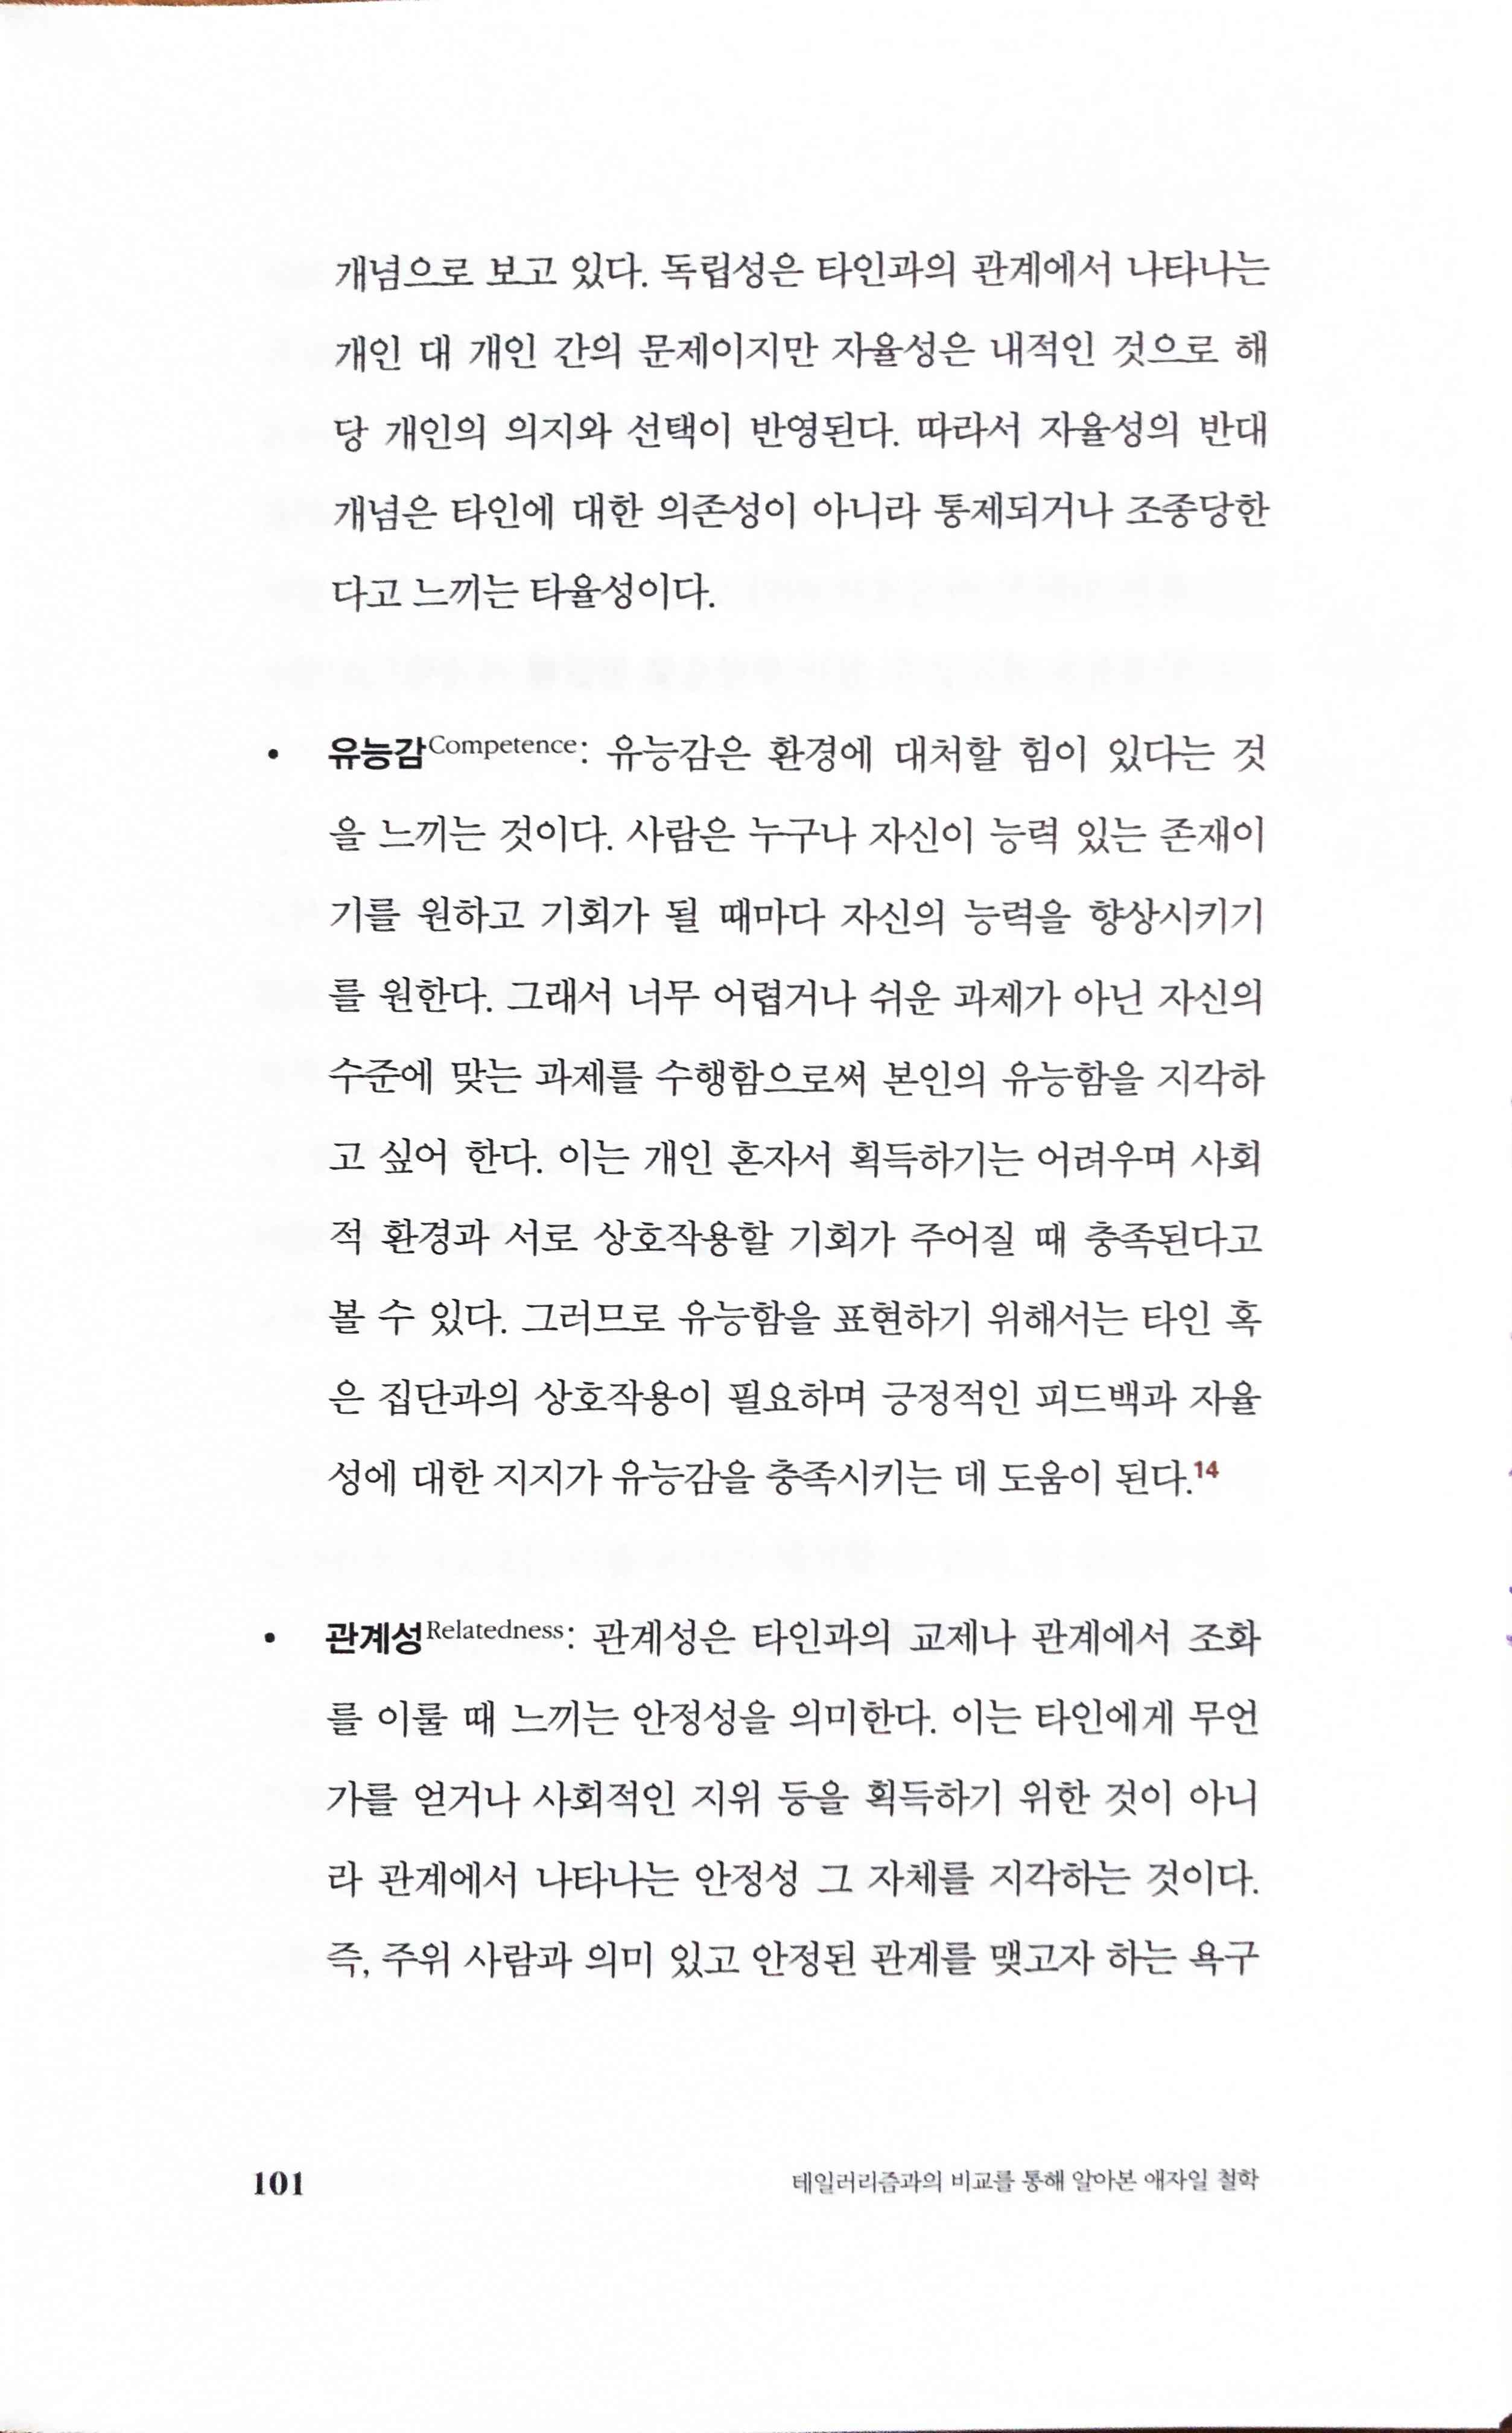 개념으로 보고 있다. 독립성은 타인과의 관계에서 나타나는
개인 대 개인 간의 문제이지만 자율성은 내적인 것으로 해
당 개인의 의지와 선택이 반영된다. 따라서 자율성의 반대
개념은 타인에 대한 의존성이 아니라 통제되거나 조종당한
다고 느끼는 타율성이다.
• 유능감Competence: 유능감은 환경에 대처할 힘이 있다는 것
을 느끼는 것이다. 사람은 누구나 자신이 능력 있는 존재이
기를 원하고 기회가 될 때마다 자신의 능력을 향상시키기
를 원한다. 그래서 너무 어렵거나 쉬운 과제가 아닌 자신의
수준에 맞는 과제를 수행함으로써 본인의 유능함을 지각하
고 싶어 한다. 이는 개인 혼자서 획득하기는 어려우며 사회
적 환경과 서로 상호작용할 기회가 주어질 때 충족된다고
볼 수 있다. 그러므로 유능함을 표현하기 위해서는 타인 혹
은 집단과의 상호작용이 필요하며 긍정적인 피드백과 자율
성에 대한 지지가 유능감을 충족시키는 데 도움이 된다.14
• 관계성Relatedness: 관계성은 타인과의 교제나 관계에서 조화
를 이룰 때 느끼는 안정성을 의미한다. 이는 타인에게 무언
가를 얻거나 사회적인 지위 등을 획득하기 위한 것이 아니
라 관계에서 나타나는 안정성 그 자체를 지각하는 것이다.
즉, 주위 사람과 의미 있고 안정된 관계를 맺고자 하는 욕구
101 테일러리즘과의 비교를 통해 알아본 애자일 철학